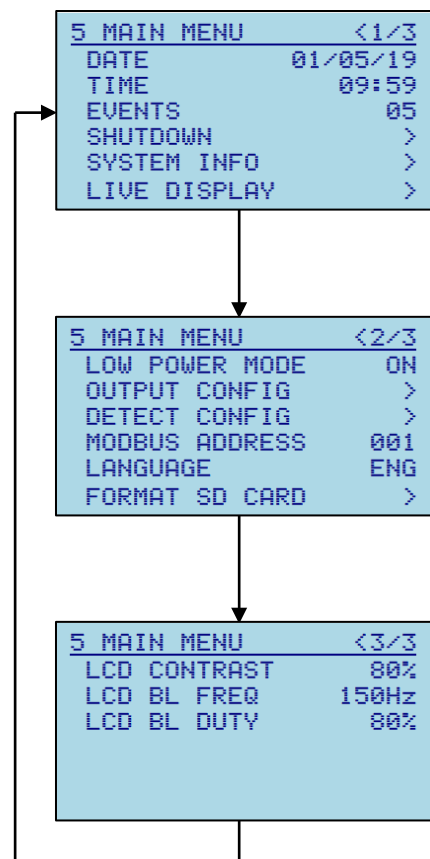 5 MAIN MENU <1/3
DATE 01/05/19
TIME 09:59
EVENTS 05
SHUTDOWN >
SYSTEM INFO >
LIVE DISPLAY >
5 MAIN MENU <2/3
LOW POWER MODE ON
OUTPUT CONFIG >
DETECT CONFIG >
MODBUS ADDRESS 001
LANGUAGE ENG
FORMAT SD CARD >
5 MAIN MENU <3/3
LCD CONTRAST 80%
LCD BL FREQ 150Hz
LCD BL DUTY 80%